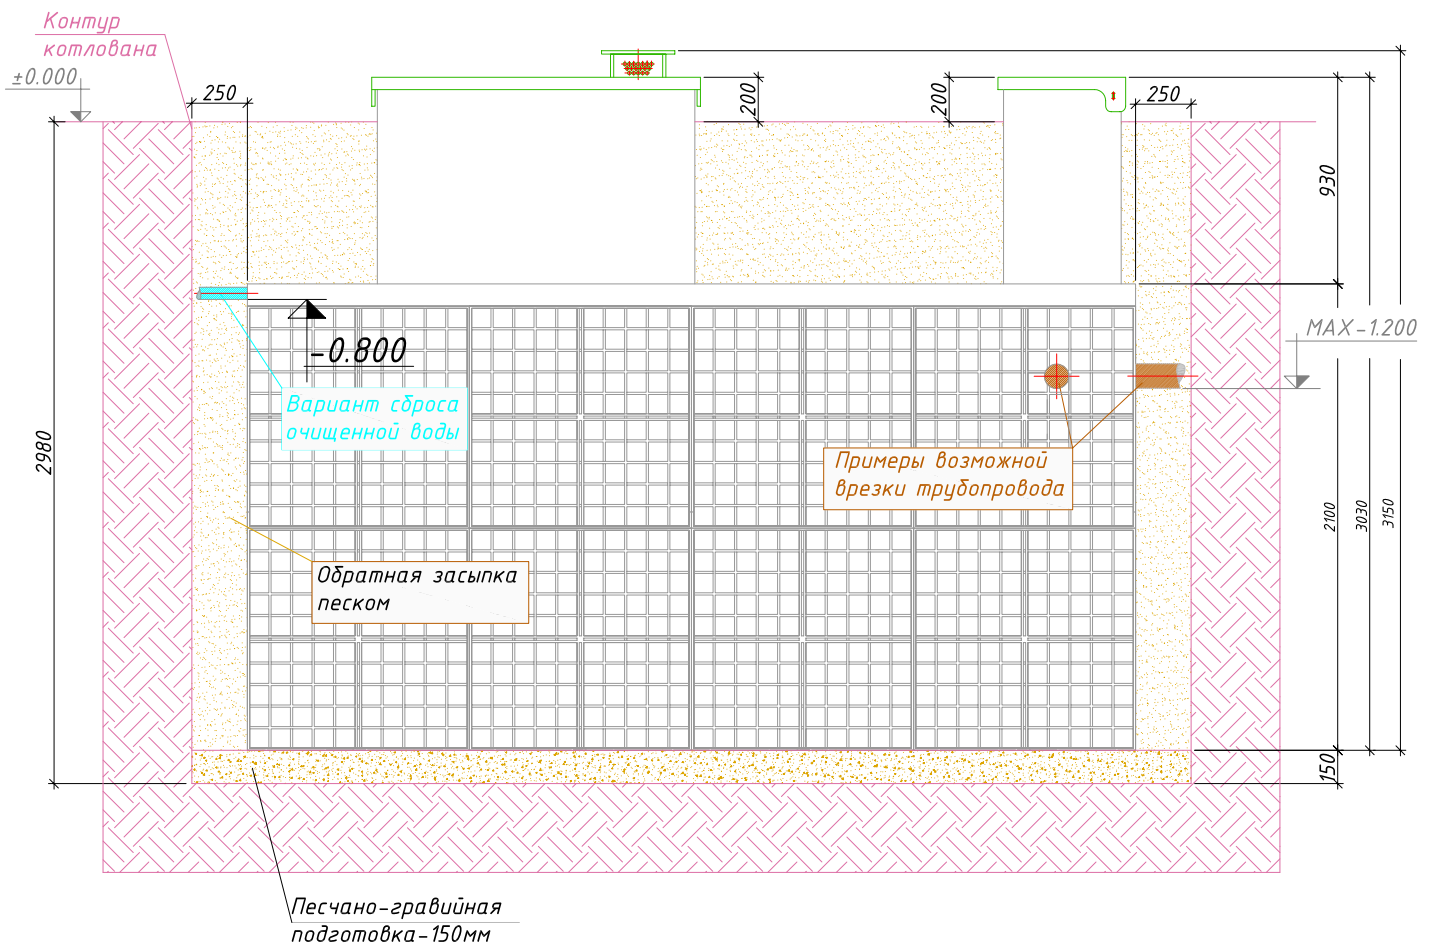 Контур
котлована
±0.000
250
200
200
250
930
MAX-1.200
-0.800
Вариант сброса
очищенной воды
Примеры возможной
врезки трубопровода
2980
2100
3030
3150
Обратная засыпка
песком
150
Песчано-гравийная
подготовка-150мм